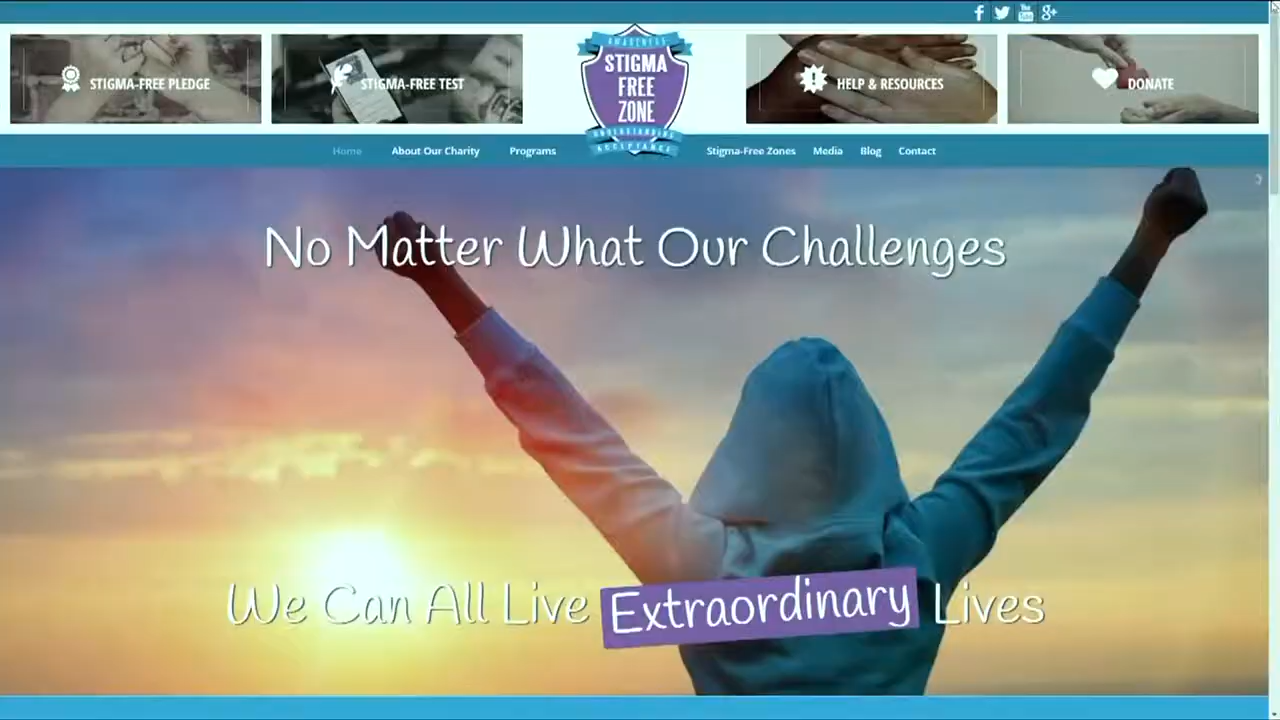 STIGMA-FREE PLEDGE
STIGMA-FREE TEST
AWARENESS
STIGMA
FREE
ZONE
UNDERSTANDING
ACCEPTANCE
HELP & RESOURCES
DONATE
Home
About Our Charity
Programs
Stigma-Free Zones
Media
Blog
Contact
No Matter What Our Challenges
We Can All Live Extraordinary Lives